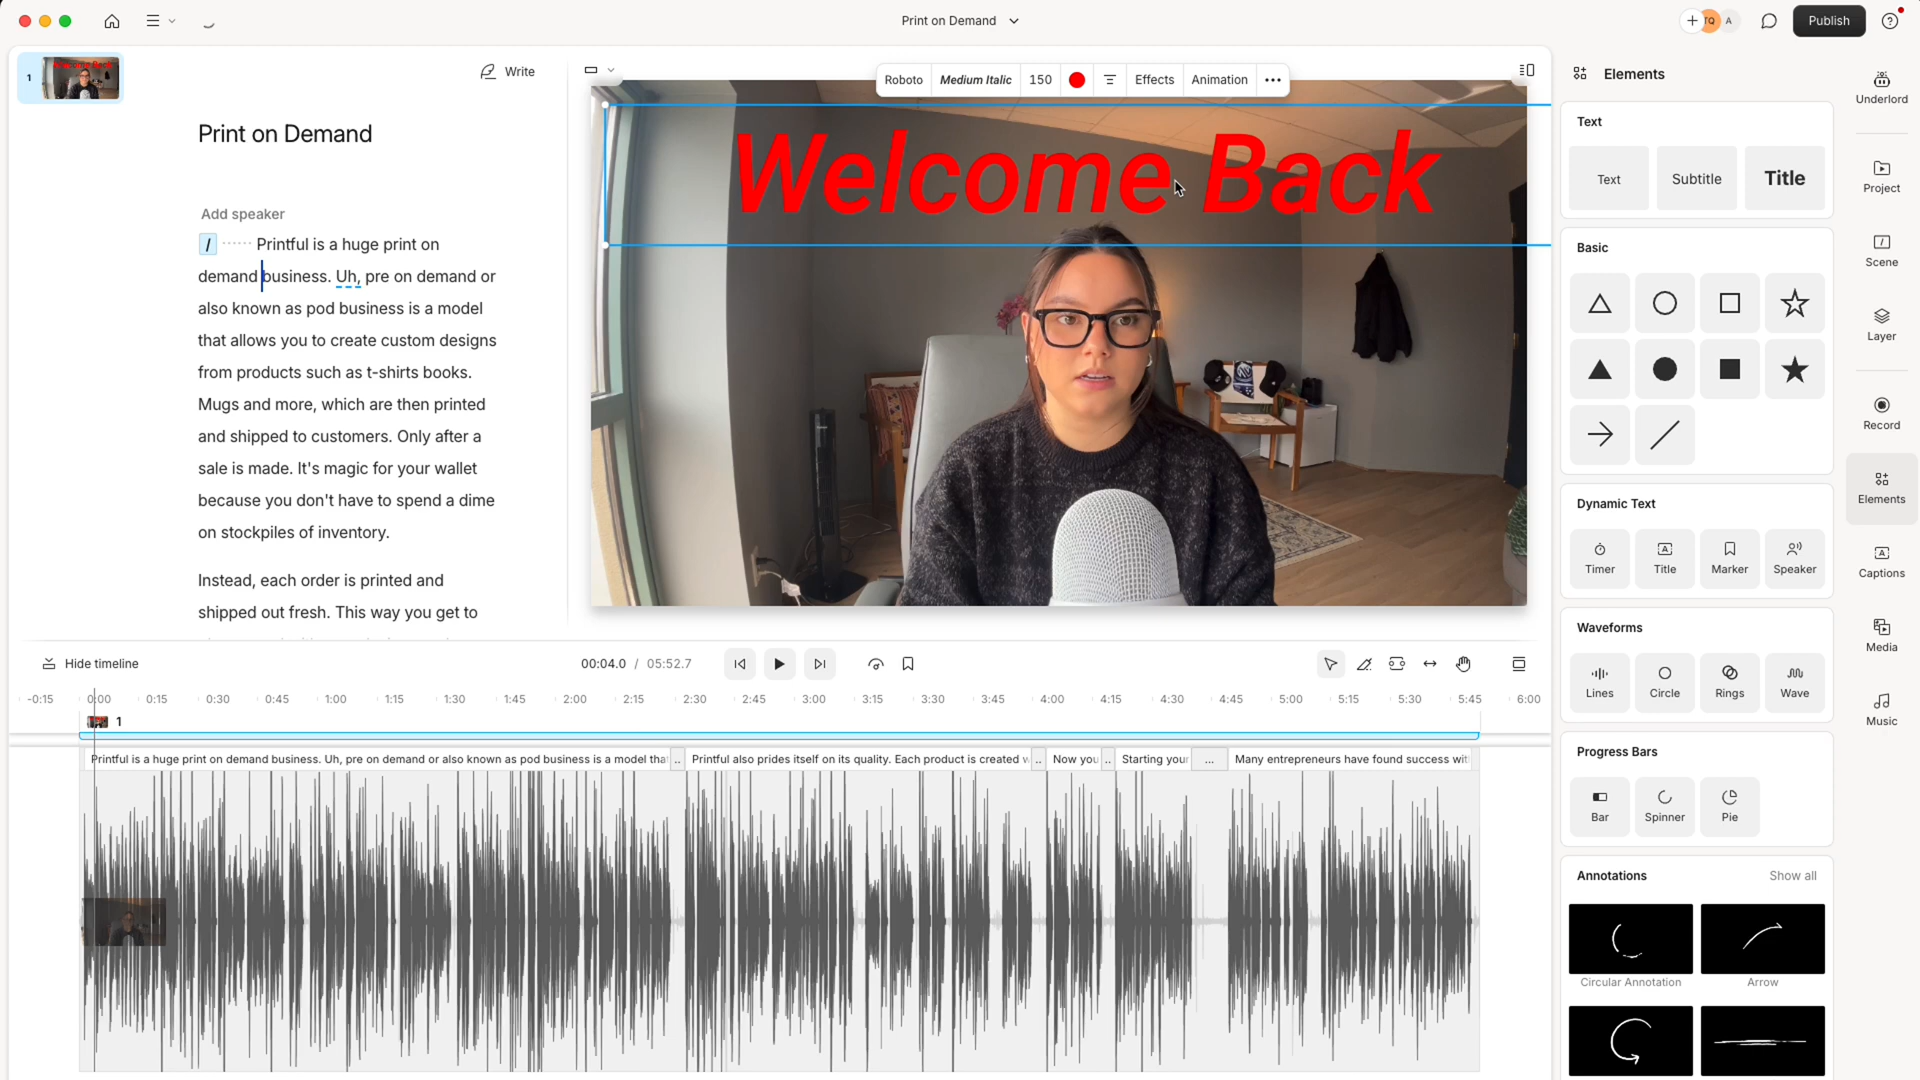 Print on Demand
TQ
A
Publish
1
Welcome Back
Write
Print on Demand
Add speaker
/ Printful is a huge print on
demand business. Uh, pre on demand or
also known as pod business is a model
that allows you to create custom designs
from products such as t-shirts books.
Mugs and more, which are then printed
and shipped to customers. Only after a
sale is made. It's magic for your wallet
because you don't have to spend a dime
on stockpiles of inventory.
Instead, each order is printed and
shipped out fresh. This way you get to
Roboto
Medium Italic
150
Effects
Animation
Welcome Back
Elements
Text
Text
Subtitle
Title
Basic
Dynamic Text
Timer
Title
Marker
Speaker
Waveforms
Lines
Circle
Rings
Wave
Progress Bars
Bar
Spinner
Pie
Annotations
Show all
Circular Annotation
Arrow
Underlord
Project
Scene
Layer
Record
Elements
Captions
Media
Music
Hide timeline
00:04.0 / 05:52.7
-0:15 0:00 0:15 0:30 0:45 1:00 1:15 1:30 1:45 2:00 2:15 2:30 2:45 3:00 3:15 3:30 3:45 4:00 4:15 4:30 4:45 5:00 5:15 5:30 5:45 6:00
1
Printful is a huge print on demand business. Uh, pre on demand or also known as pod business is a model tha .. Printful also prides itself on its quality. Each product is created .. Now you .. Starting your ... Many entrepreneurs have found success wit